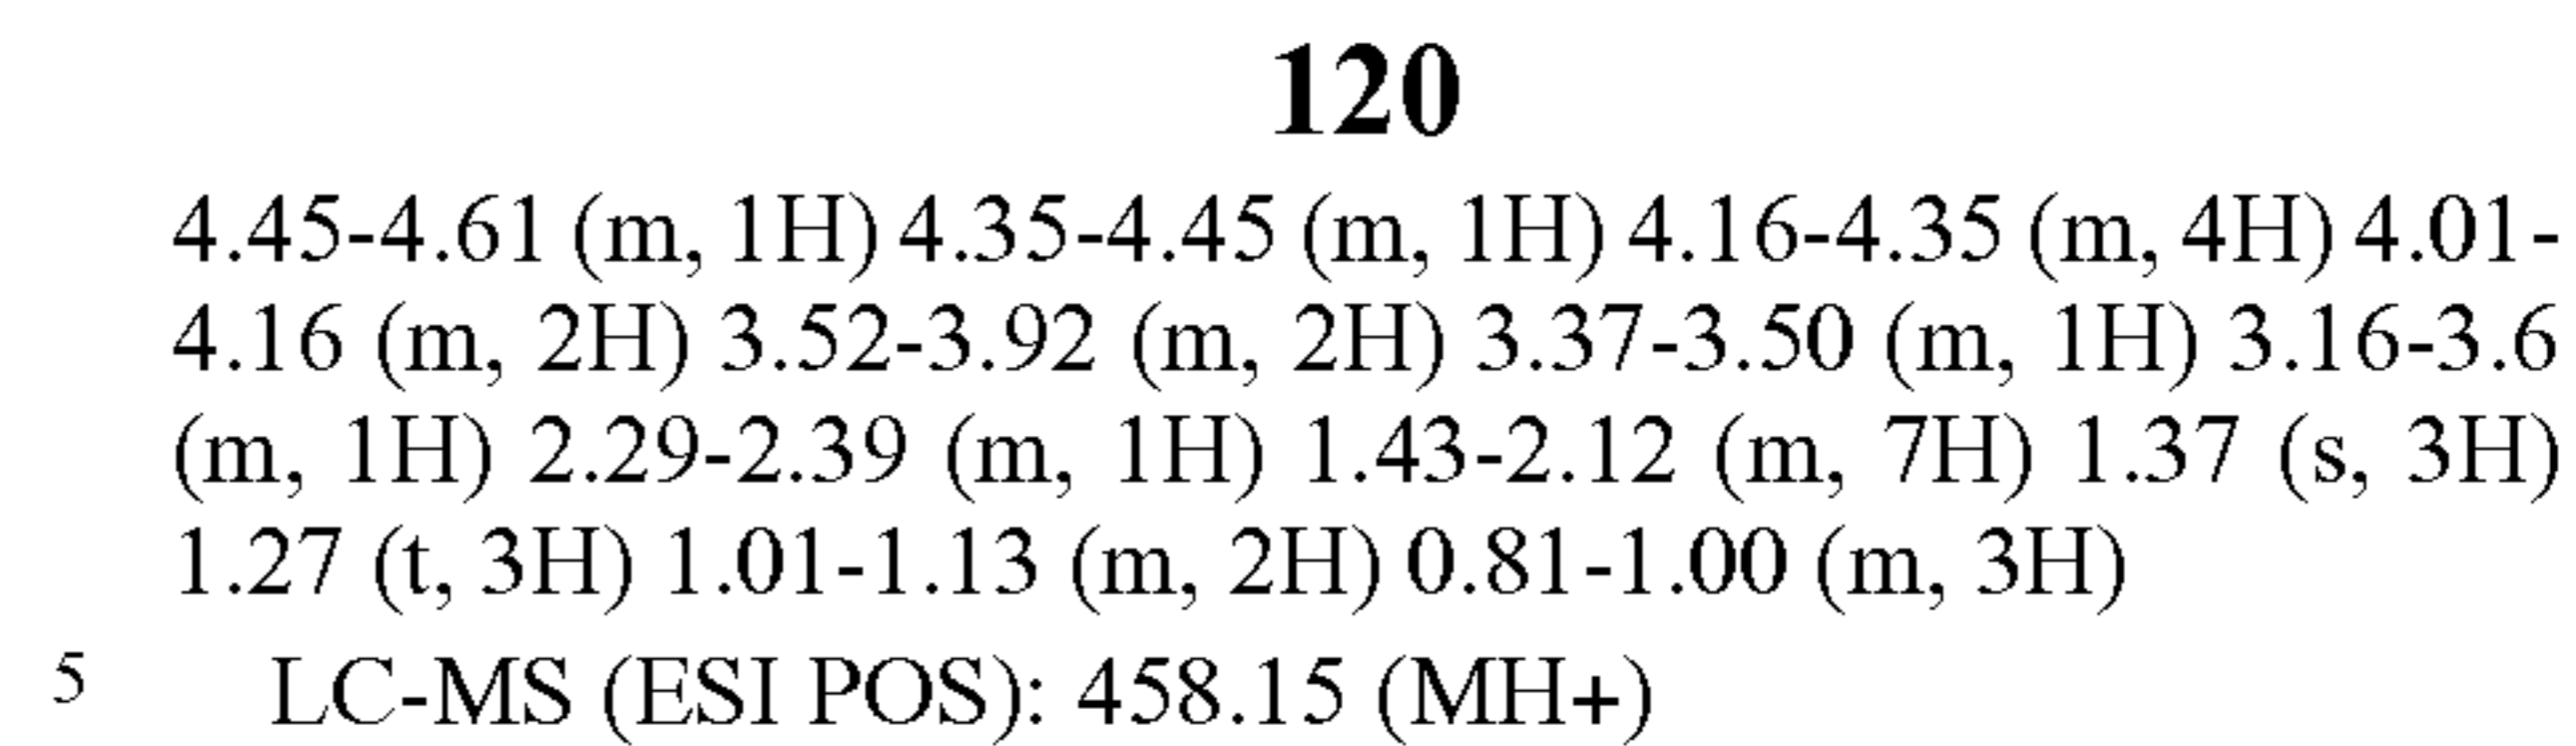 120
4.45-4.61 (m, 1H) 4.35-4.45 (m, 1H) 4.16-4.35 (m, 4H) 4.01-
4.16 (m, 2H) 3.52-3.92 (m, 2H) 3.37-3.50 (m, 1H) 3.16-3.6
(m, 1H) 2.29-2.39 (m, 1H) 1.43-2.12 (m, 7H) 1.37 (s, 3H)
1.27 (t, 3H) 1.01-1.13 (m, 2H) 0.81-1.00 (m, 3H)
5 LC-MS (ESI POS): 458.15 (MH+)